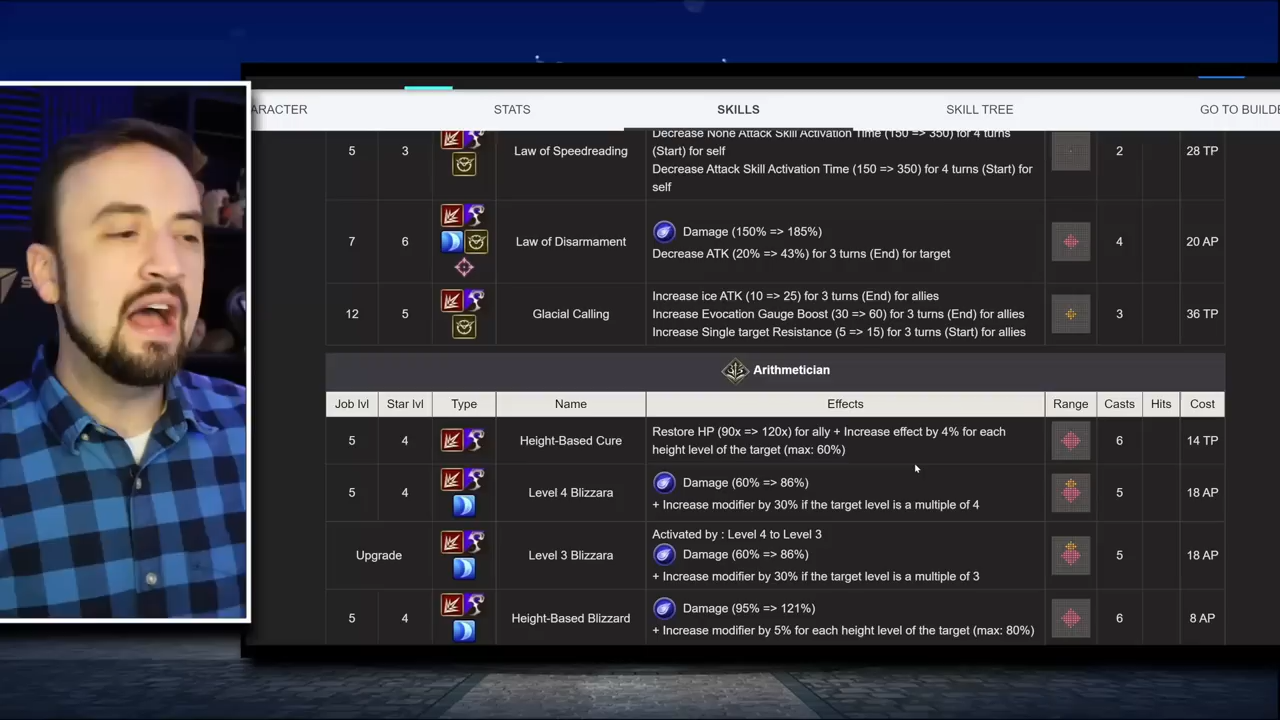 ARACTER STATS SKILLS SKILL TREE GO TO BUILDE
Decrease None Attack Skill Activation Time (150 => 350) for 4 turns
5 3 Law of Speedreading (Start) for self 2 28 TP
Decrease Attack Skill Activation Time (150 => 350) for 4 turns (Start) for
self
7 6 Law of Disarmament Damage (150% => 185%) 4 20 AP
Decrease ATK (20% => 43%) for 3 turns (End) for target
Increase ice ATK (10 => 25) for 3 turns (End) for allies
12 5 Glacial Calling Increase Evocation Gauge Boost (30 => 60) for 3 turns (End) for allies 3 36 TP
Increase Single target Resistance (5 => 15) for 3 turns (Start) for allies
Arithmetician
Job lvl Star lvl Type Name Effects Range Casts Hits Cost
5 4 Height-Based Cure Restore HP (90x => 120x) for ally + Increase effect by 4% for each 6 14 TP
height level of the target (max: 60%)
5 4 Level 4 Blizzara Damage (60% => 86%) 5 18 AP
+ Increase modifier by 30% if the target level is a multiple of 4
Activated by : Level 4 to Level 3
Upgrade Level 3 Blizzara Damage (60% => 86%) 5 18 AP
+ Increase modifier by 30% if the target level is a multiple of 3
5 4 Height-Based Blizzard Damage (95% => 121%) 6 8 AP
+ Increase modifier by 5% for each height level of the target (max: 80%)